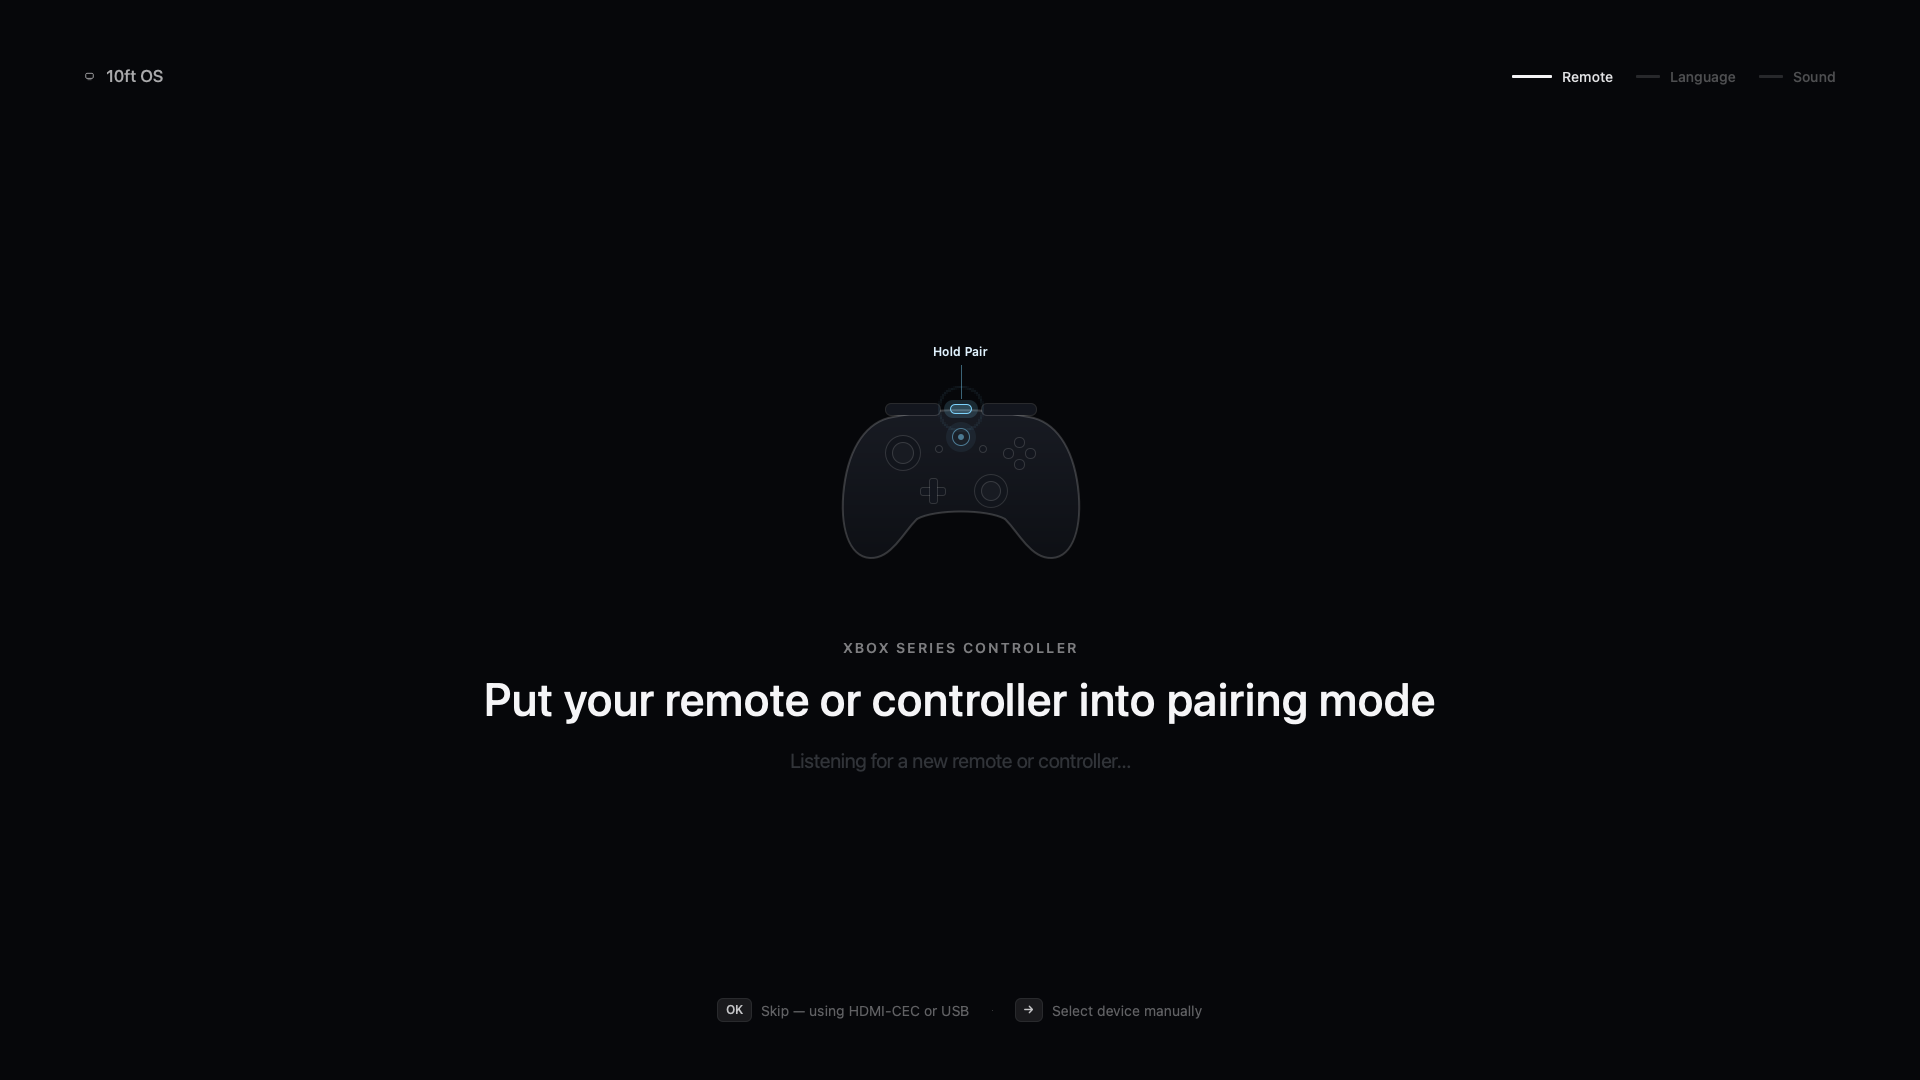 10ft OS
Remote
Language
Sound
Hold Pair
XBOX SERIES CONTROLLER
Put your remote or controller into pairing mode
Listening for a new remote or controller...
OK Skip — using HDMI-CEC or USB · → Select device manually